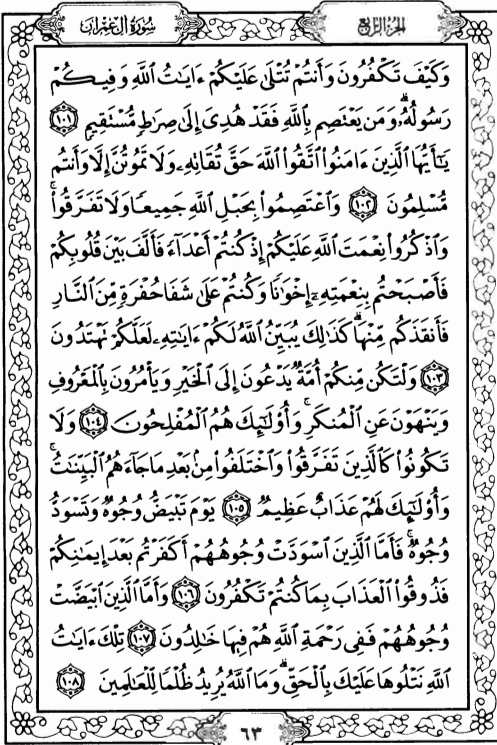 سُورَةُ آلِ عِمْرَان
الجُزْءُ الرَّابِعُ
وَكَيْفَ تَكْفُرُونَ وَأَنتُمْ تُتْلَىٰ عَلَيْكُمْ ءَايَٰتُ ٱللَّهِ وَفِيكُمْ
رَسُولُهُۥۗ وَمَن يَعْتَصِم بِٱللَّهِ فَقَدْ هُدِىَ إِلَىٰ صِرَٰطٍ مُّسْتَقِيمٍ ١٠١
يَٰٓأَيُّهَا ٱلَّذِينَ ءَامَنُوا۟ ٱتَّقُوا۟ ٱللَّهَ حَقَّ تُقَاتِهِۦ وَلَا تَمُوتُنَّ إِلَّا وَأَنتُم
مُّسْلِمُونَ ١٠٢ وَٱعْتَصِمُوا۟ بِحَبْلِ ٱللَّهِ جَمِيعًا وَلَا تَفَرَّقُوا۟ۚ
وَٱذْكُرُوا۟ نِعْمَتَ ٱللَّهِ عَلَيْكُمْ إِذْ كُنتُمْ أَعْدَآءً فَأَلَّفَ بَيْنَ قُلُوبِكُمْ
فَأَصْبَحْتُم بِنِعْمَتِهِۦٓ إِخْوَٰنًا وَكُنتُمْ عَلَىٰ شَفَا حُفْرَةٍ مِّنَ ٱلنَّارِ
فَأَنقَذَكُم مِّنْهَاۗ كَذَٰلِكَ يُبَيِّنُ ٱللَّهُ لَكُمْ ءَايَٰتِهِۦ لَعَلَّكُمْ تَهْتَدُونَ
١٠٣ وَلْتَكُن مِّنكُمْ أُمَّةٌ يَدْعُونَ إِلَى ٱلْخَيْرِ وَيَأْمُرُونَ بِٱلْمَعْرُوفِ
وَيَنْهَوْنَ عَنِ ٱلْمُنكَرِۚ وَأُو۟لَٰٓئِكَ هُمُ ٱلْمُفْلِحُونَ ١٠٤ وَلَا
تَكُونُوا۟ كَٱلَّذِينَ تَفَرَّقُوا۟ وَٱخْتَلَفُوا۟ مِنۢ بَعْدِ مَا جَآءَهُمُ ٱلْبَيِّنَٰتُۚ
وَأُو۟لَٰٓئِكَ لَهُمْ عَذَابٌ عَظِيمٌ ١٠٥ يَوْمَ تَبْيَضُّ وُجُوهٌ وَتَسْوَدُّ
وُجُوهٌۚ فَأَمَّا ٱلَّذِينَ ٱسْوَدَّتْ وُجُوهُهُمْ أَكَفَرْتُم بَعْدَ إِيمَٰنِكُمْ
فَذُوقُوا۟ ٱلْعَذَابَ بِمَا كُنتُمْ تَكْفُرُونَ ١٠٦ وَأَمَّا ٱلَّذِينَ ٱبْيَضَّتْ
وُجُوهُهُمْ فَفِى رَحْمَةِ ٱللَّهِ هُمْ فِيهَا خَٰلِدُونَ ١٠٧ تِلْكَ ءَايَٰتُ
ٱللَّهِ نَتْلُوهَا عَلَيْكَ بِٱلْحَقِّۗ وَمَا ٱللَّهُ يُرِيدُ ظُلْمًا لِّلْعَٰلَمِينَ ١٠٨
٦٣